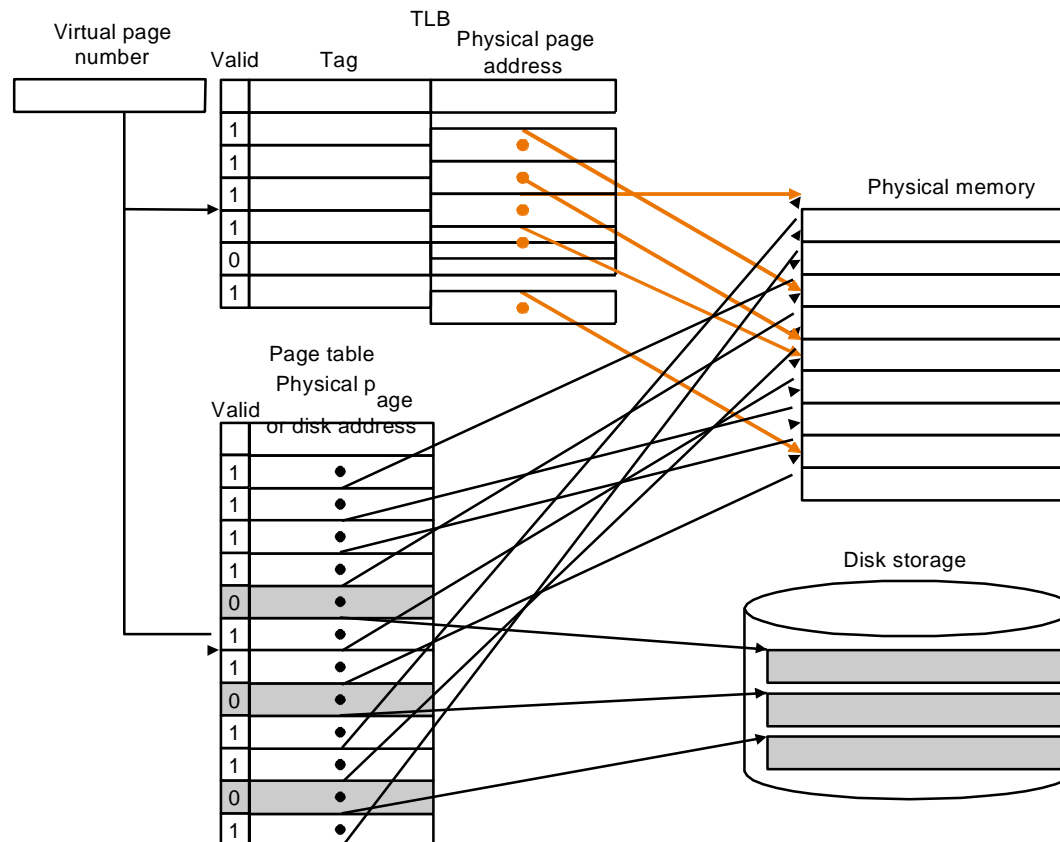 TLB
Virtual page
number
Physical page
address
Valid
Tag
1
1
1
1
0
1
Physical memory
Page table
Physical page
Valid
or disk address
1
1
1
1
0
1
1
0
1
1
0
1
Disk storage